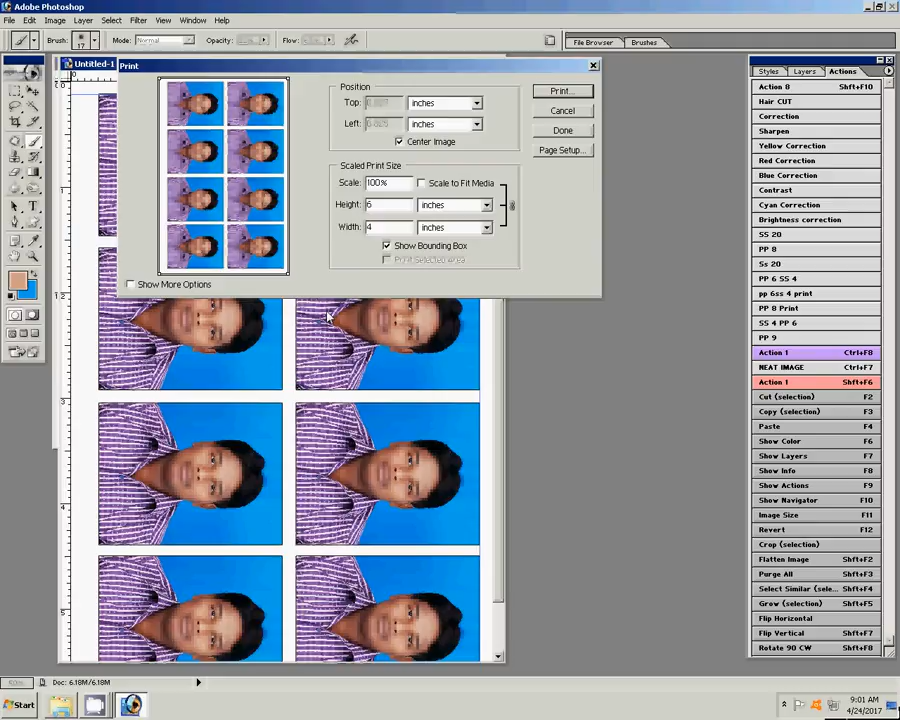 Adobe Photoshop
File Edit Image Layer Select Filter View Window Help
Brush: 17 Mode: Normal Opacity: Flow: File Browser Brushes
Untitled-1
Print
Position
Top: inches
Left: inches
Center Image
Scaled Print Size
Scale: 100% Scale to Fit Media
Height: 6 inches
Width: 4 inches
Show Bounding Box
Print Selected Area
Show More Options
Print...
Cancel
Done
Page Setup...
Styles Layers Actions
Action 8 Shft+F10
Hair CUT
Correction
Sharpen
Yellow Correction
Red Correction
Blue Correction
Contrast
Cyan Correction
Brightness correction
SS 20
PP 8
Ss 20
PP 6 SS 4
pp 6ss 4 print
PP 8 Print
SS 4 PP 6
PP 9
Action 1 Ctrl+F8
NEAT IMAGE Ctrl+F7
Action 1 Shft+F6
Cut (selection) F2
Copy (selection) F3
Paste F4
Show Color F6
Show Layers F7
Show Info F8
Show Actions F9
Show Navigator F10
Image Size F11
Revert F12
Crop (selection)
Flatten Image Shft+F2
Purge All Shft+F3
Select Similar (sele... Shft+F4
Grow (selection) Shft+F5
Flip Horizontal
Flip Vertical Shft+F7
Rotate 90 CW Shft+F8
Doc: 6.18M/6.18M
Start
9:01 AM
4/24/2017